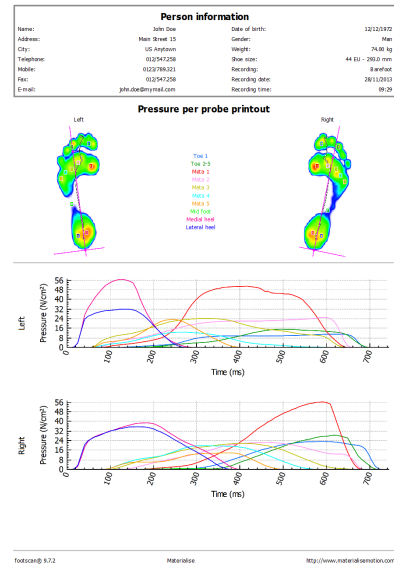 Person information
Name: John Doe Date of birth: 12/12/1972
Address: Main Street 15 Gender: Man
City: US Anytown Weight: 74.00 kg
Telephone: 012/547.258 Shoe size: 44 EU - 293.0 mm
Mobile: 0123/789.321 Recording: Barefoot
Fax: 012/547.258 Recording date: 28/11/2013
E-mail: john.doe@mymail.com Recording time: 09:29
Pressure per probe printout
Left Right
Toe 1
Toe 2-5
Meta 1
Meta 2
Meta 3
Meta 4
Meta 5
Midfoot
Medial heel
Lateral heel
Left
Pressure (N/cm²)
56
48
40
32
24
16
8
0
0 100 200 300 400 500 600 700
Time (ms)
Right
Pressure (N/cm²)
56
48
40
32
24
16
8
0
0 100 200 300 400 500 600 700
Time (ms)
footscan® 9.7.2 Materialise http://www.materialisemotion.com